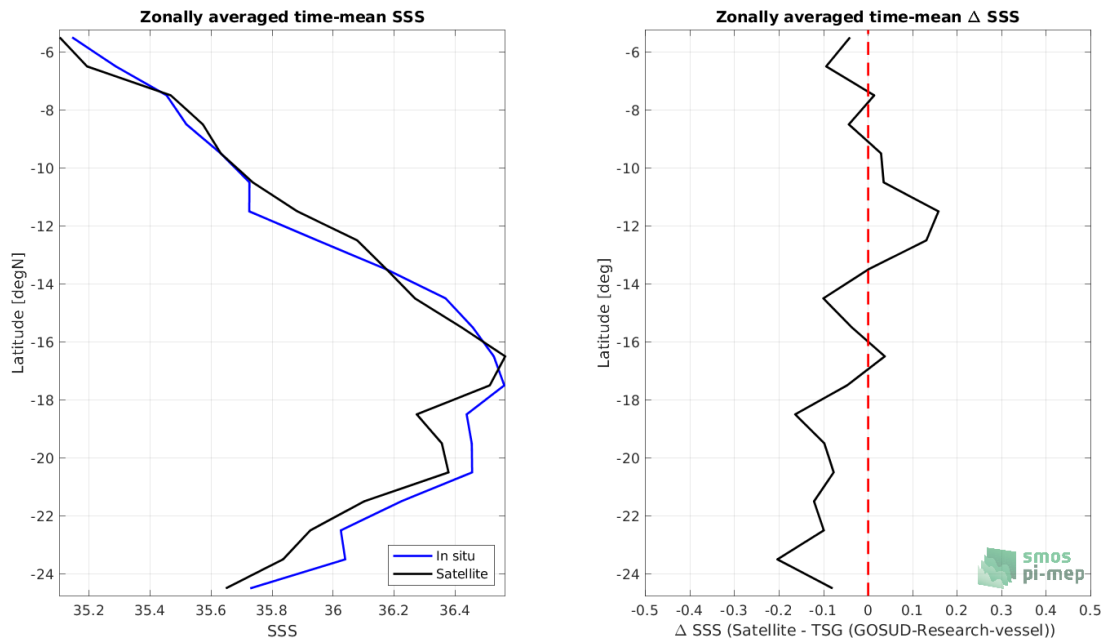 Zonally averaged time-mean SSS
-6
-8
-10
-12
-14
-16
-18
-20
-22
-24
Latitude [degN]
35.2 35.4 35.6 35.8 36 36.2 36.4
SSS
In situ
Satellite
Zonally averaged time-mean Δ SSS
-6
-8
-10
-12
-14
-16
-18
-20
-22
-24
Latitude [deg]
-0.5 -0.4 -0.3 -0.2 -0.1 0 0.1 0.2 0.3 0.4 0.5
Δ SSS (Satellite - TSG (GOSUD-Research-vessel))
smos
pi-mep